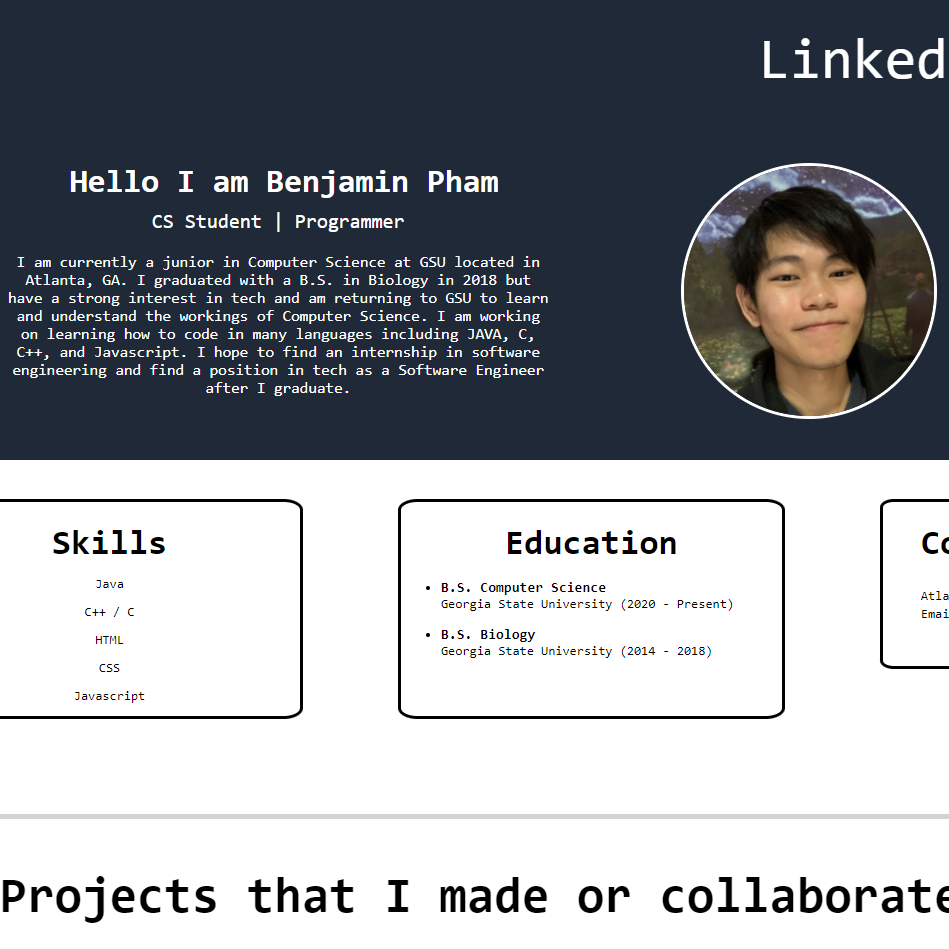 Linked
Hello I am Benjamin Pham
CS Student | Programmer
I am currently a junior in Computer Science at GSU located in
Atlanta, GA. I graduated with a B.S. in Biology in 2018 but
have a strong interest in tech and am returning to GSU to learn
and understand the workings of Computer Science. I am working
on learning how to code in many languages including JAVA, C,
C++, and Javascript. I hope to find an internship in software
engineering and find a position in tech as a Software Engineer
after I graduate.
Skills
Java
C++ / C
HTML
CSS
Javascript
Education
• B.S. Computer Science
Georgia State University (2020 - Present)
• B.S. Biology
Georgia State University (2014 - 2018)
Co
Atla
Emai
Projects that I made or collaborate